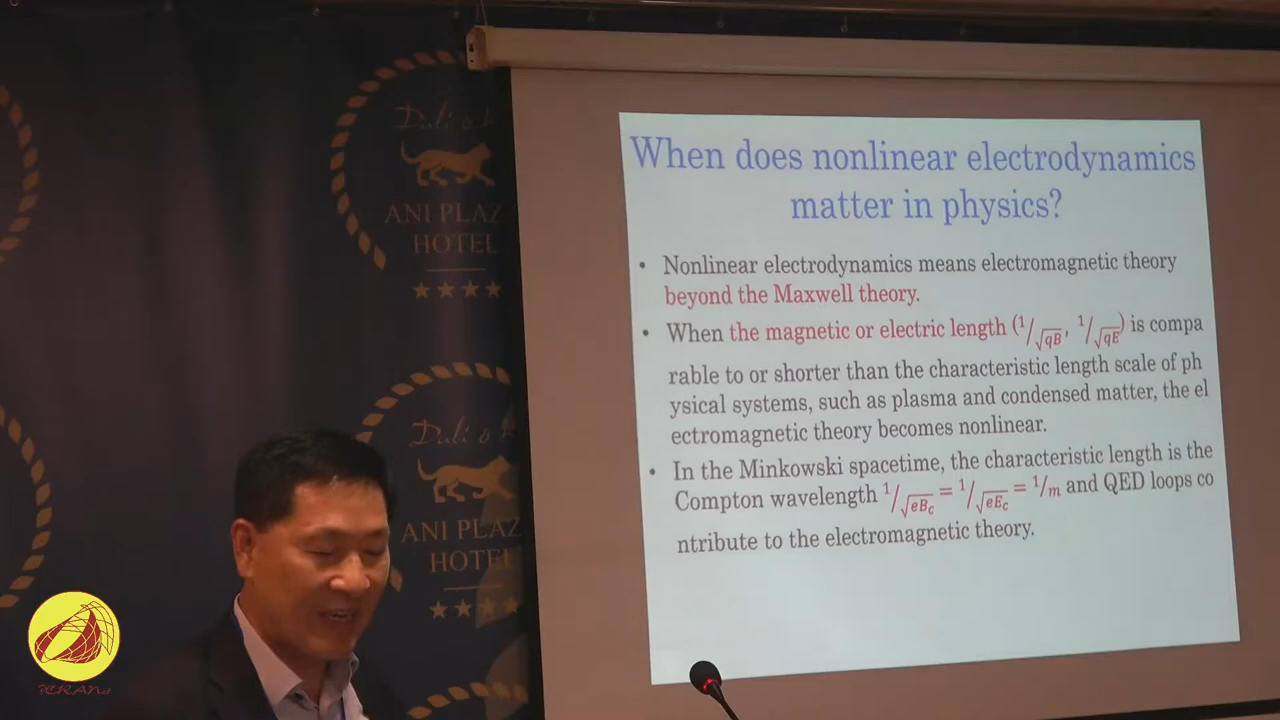 When does nonlinear electrodynamics
matter in physics?
• Nonlinear electrodynamics means electromagnetic theory
beyond the Maxwell theory.
• When the magnetic or electric length (1/√qB, 1/√qE) is compa
rable to or shorter than the characteristic length scale of ph
ysical systems, such as plasma and condensed matter, the el
ectromagnetic theory becomes nonlinear.
• In the Minkowski spacetime, the characteristic length is the
Compton wavelength 1/√eBc = 1/√eEc = 1/m and QED loops co
ntribute to the electromagnetic theory.
ANI PLAZ
HOTEL
ANI PLAZ
HOTEL
ICRANet